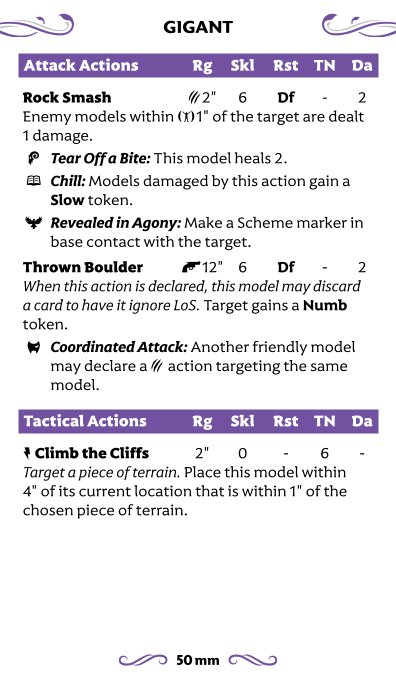 GIGANT
Attack Actions Rg Skl Rst TN Da
Rock Smash 2" 6 Df - 2
Enemy models within 1" of the target are dealt
1 damage.
Tear Off a Bite: This model heals 2.
Chill: Models damaged by this action gain a
Slow token.
Revealed in Agony: Make a Scheme marker in
base contact with the target.
Thrown Boulder 12" 6 Df - 2
When this action is declared, this model may discard
a card to have it ignore LoS. Target gains a Numb
token.
Coordinated Attack: Another friendly model
may declare a action targeting the same
model.
Tactical Actions Rg Skl Rst TN Da
Climb the Cliffs 2" 0 - 6 -
Target a piece of terrain. Place this model within
4" of its current location that is within 1" of the
chosen piece of terrain.
50 mm